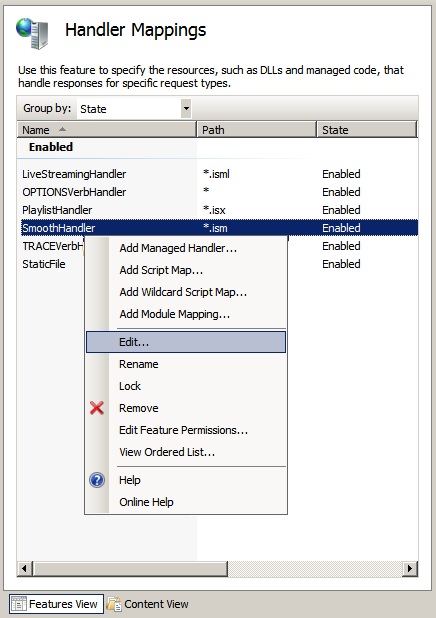 Handler Mappings
Use this feature to specify the resources, such as DLLs and managed code, that
handle responses for specific request types.
Group by: State
Name Path State
Enabled
LiveStreamingHandler *.isml Enabled
OPTIONSVerbHandler * Enabled
PlaylistHandler *.isx Enabled
SmoothHandler *.ism Enabled
TRACEVerbH Enabled
StaticFile Enabled
Add Managed Handler...
Add Script Map...
Add Wildcard Script Map...
Add Module Mapping...
Edit...
Rename
Lock
Remove
Edit Feature Permissions...
View Ordered List...
Help
Online Help
Features View Content View